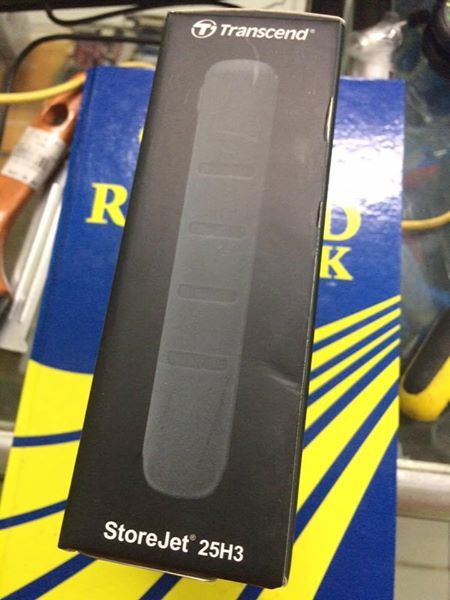 Transcend®
R D
K
StoreJet® 25H3